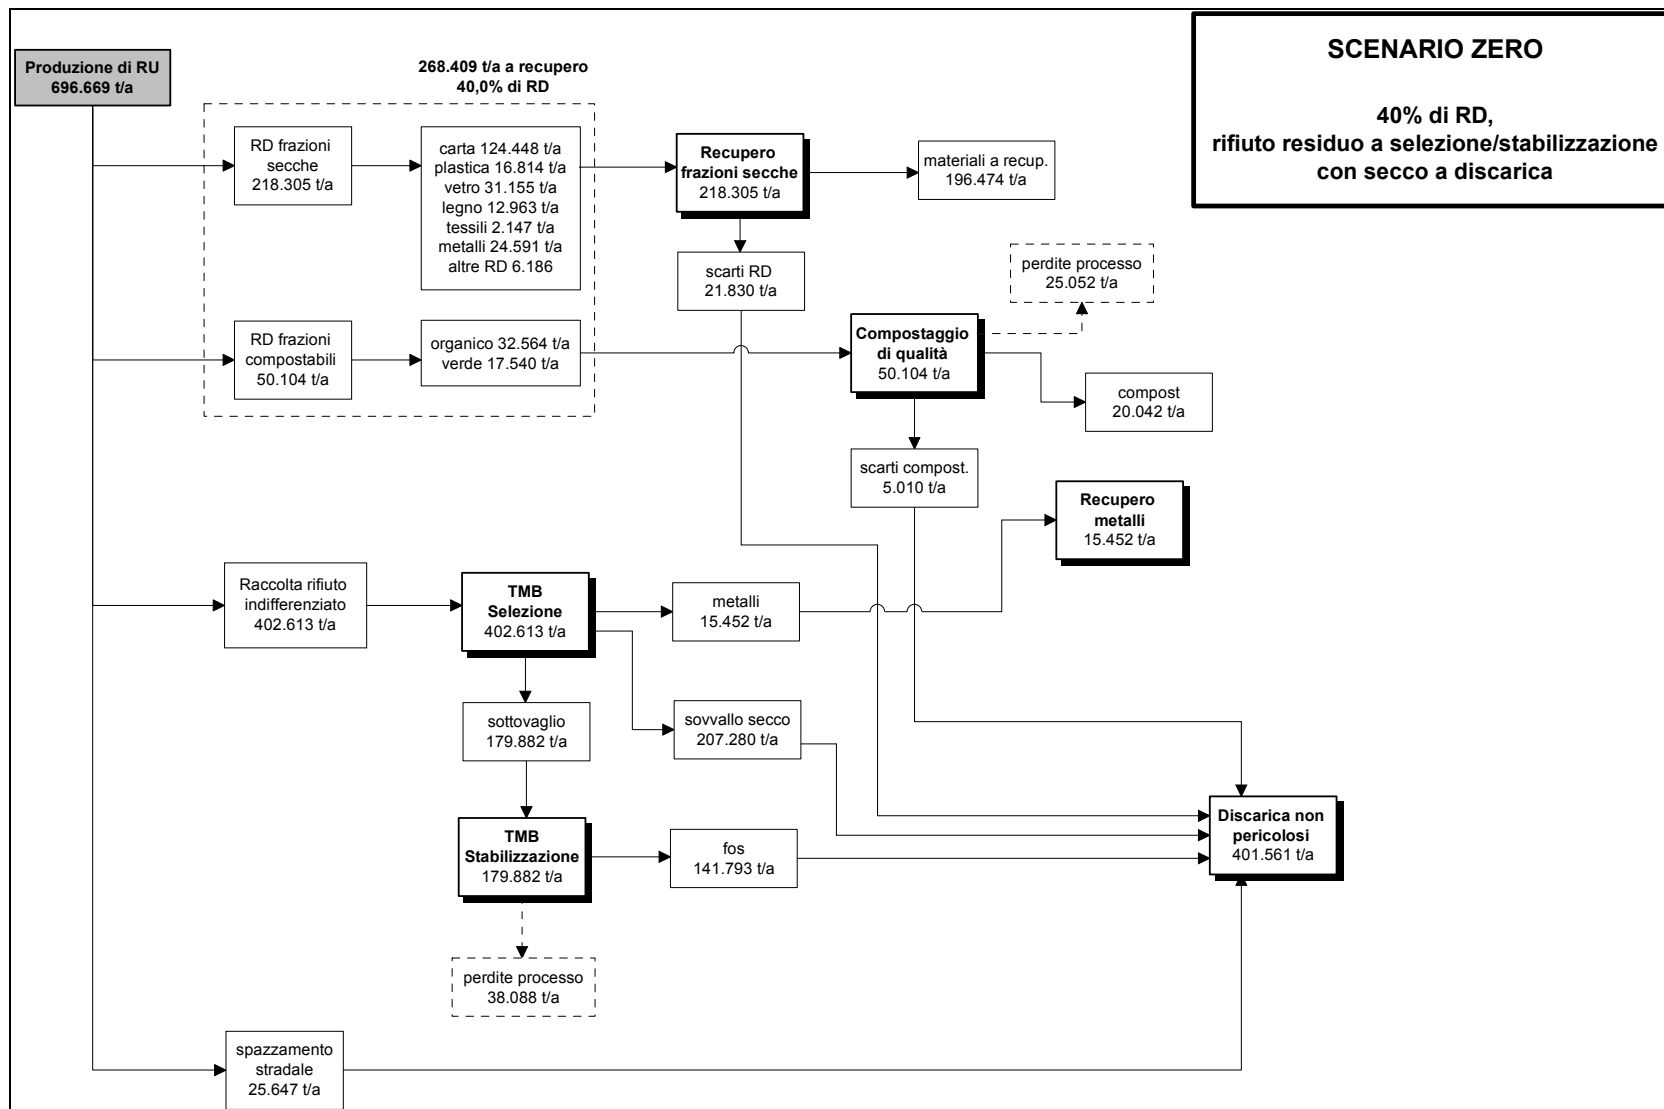 SCENARIO ZERO
40% di RD,
rifiuto residuo a selezione/stabilizzazione
con secco a discarica
Produzione di RU
696.669 t/a
268.409 t/a a recupero
40,0% di RD
RD frazioni
secche
218.305 t/a
carta 124.448 t/a
plastica 16.814 t/a
vetro 31.155 t/a
legno 12.963 t/a
tessili 2.147 t/a
metalli 24.591 t/a
altre RD 6.186
Recupero
frazioni secche
218.305 t/a
materiali a recup.
196.474 t/a
scarti RD
21.830 t/a
perdite processo
25.052 t/a
RD frazioni
compostabili
50.104 t/a
organico 32.564 t/a
verde 17.540 t/a
Compostaggio
di qualità
50.104 t/a
compost
20.042 t/a
scarti compost.
5.010 t/a
Recupero
metalli
15.452 t/a
Raccolta rifiuto
indifferenziato
402.613 t/a
TMB
Selezione
402.613 t/a
metalli
15.452 t/a
sottovaglio
179.882 t/a
sovvallo secco
207.280 t/a
TMB
Stabilizzazione
179.882 t/a
fos
141.793 t/a
Discarica non
pericolosi
401.561 t/a
perdite processo
38.088 t/a
spazzamento
stradale
25.647 t/a